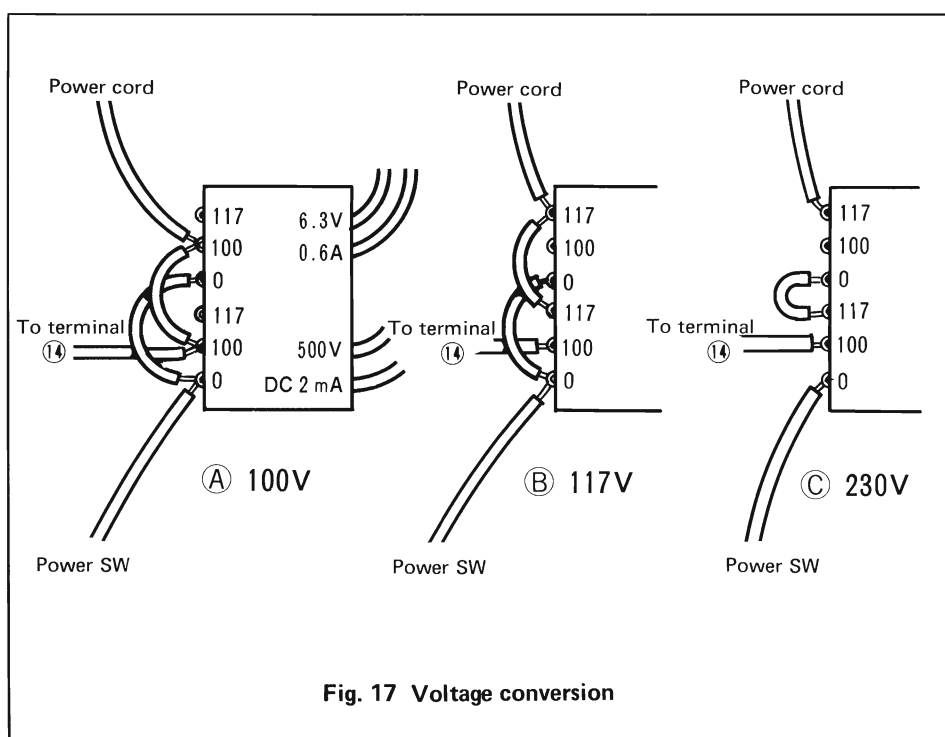 Power cord
117
100
0
117
100
0
6.3V
0.6A
500V
DC 2 mA
To terminal
⑭
Ⓐ 100V
Power SW
Power cord
117
100
0
117
100
0
To terminal
⑭
Ⓑ 117V
Power SW
Power cord
117
100
0
117
100
0
To terminal
⑭
Ⓒ 230V
Power SW
Fig. 17 Voltage conversion